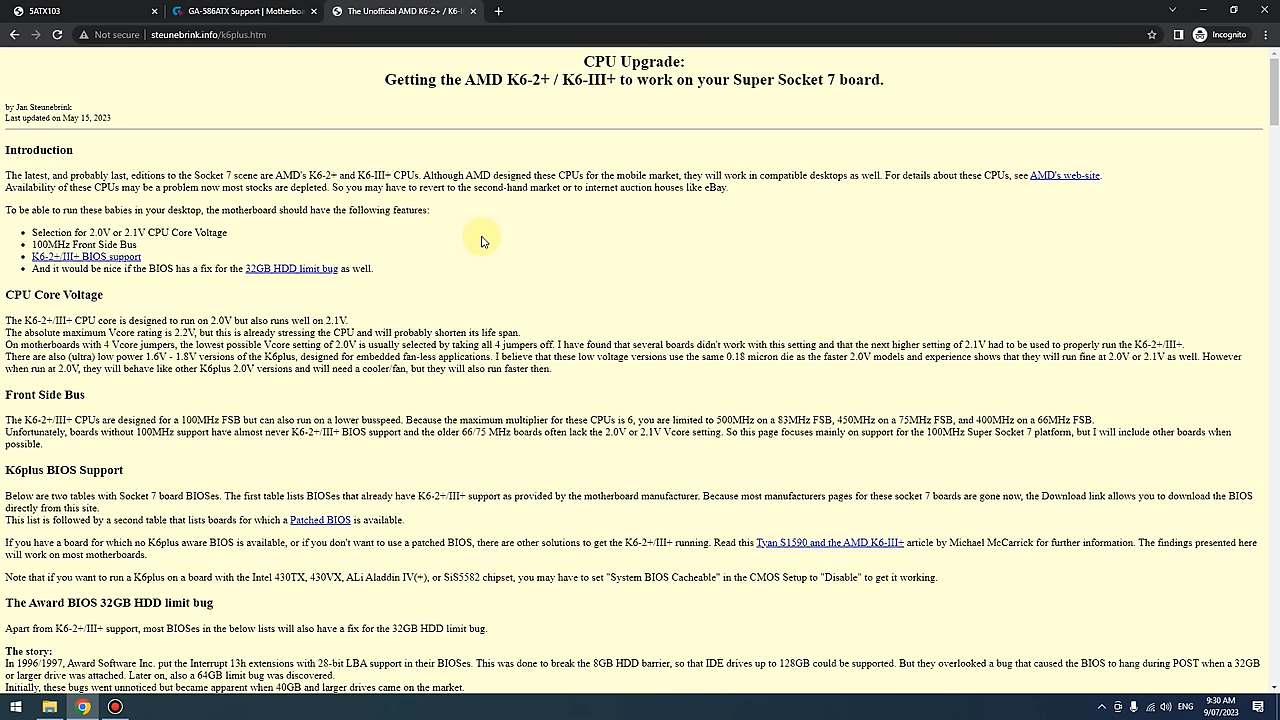 5ATX103
GA-586ATX Support | Motherbo
The Unofficial AMD K6-2+ / K6-I
Not secure | steunebrink.info/k6plus.htm
Incognito
CPU Upgrade:
Getting the AMD K6-2+ / K6-III+ to work on your Super Socket 7 board.
by Jan Steunebrink
Last updated on May 15, 2023
Introduction
The latest, and probably last, editions to the Socket 7 scene are AMD's K6-2+ and K6-III+ CPUs. Although AMD designed these CPUs for the mobile market, they will work in compatible desktops as well. For details about these CPUs, see AMD's web-site.
Availability of these CPUs may be a problem now most stocks are depleted. So you may have to revert to the second-hand market or to internet auction houses like eBay.
To be able to run these babies in your desktop, the motherboard should have the following features:
• Selection for 2.0V or 2.1V CPU Core Voltage
• 100MHz Front Side Bus
• K6-2+/III+ BIOS support
• And it would be nice if the BIOS has a fix for the 32GB HDD limit bug as well.
CPU Core Voltage
The K6-2+/III+ CPU core is designed to run on 2.0V but also runs well on 2.1V.
The absolute maximum Vcore rating is 2.2V, but this is already stressing the CPU and will probably shorten its life span.
On motherboards with 4 Vcore jumpers, the lowest possible Vcore setting of 2.0V is usually selected by taking all 4 jumpers off. I have found that several boards didn't work with this setting and that the next higher setting of 2.1V had to be used to properly run the K6-2+/III+.
There are also (ultra) low power 1.6V - 1.8V versions of the K6plus, designed for embedded fan-less applications. I believe that these low voltage versions use the same 0.18 micron die as the faster 2.0V models and experience shows that they will run fine at 2.0V or 2.1V as well. However
when run at 2.0V, they will behave like other K6plus 2.0V versions and will need a cooler/fan, but they will also run faster then.
Front Side Bus
The K6-2+/III+ CPUs are designed for a 100MHz FSB but can also run on a lower busspeed. Because the maximum multiplier for these CPUs is 6, you are limited to 500MHz on a 83MHz FSB, 450MHz on a 75MHz FSB, and 400MHz on a 66MHz FSB.
Unfortunately, boards without 100MHz support have almost never K6-2+/III+ BIOS support and the older 66/75 MHz boards often lack the 2.0V or 2.1V Vcore setting. So this page focuses mainly on support for the 100MHz Super Socket 7 platform, but I will include other boards when
possible.
K6plus BIOS Support
Below are two tables with Socket 7 board BIOSes. The first table lists BIOSes that already have K6-2+/III+ support as provided by the motherboard manufacturer. Because most manufacturers pages for these socket 7 boards are gone now, the Download link allows you to download the BIOS
directly from this site.
This list is followed by a second table that lists boards for which a Patched BIOS is available.
If you have a board for which no K6plus aware BIOS is available, or if you don't want to use a patched BIOS, there are other solutions to get the K6-2+/III+ running. Read this Tyan S1590 and the AMD K6-III+ article by Michael McCarrick for further information. The findings presented here
will work on most motherboards.
Note that if you want to run a K6plus on a board with the Intel 430TX, 430VX, ALi Aladdin IV(+), or SiS5582 chipset, you may have to set "System BIOS Cacheable" in the CMOS Setup to "Disable" to get it working.
The Award BIOS 32GB HDD limit bug
Apart from K6-2+/III+ support, most BIOSes in the below lists will also have a fix for the 32GB HDD limit bug.
The story:
In 1996/1997, Award Software Inc. put the Interrupt 13h extensions with 28-bit LBA support in their BIOSes. This was done to break the 8GB HDD barrier, so that IDE drives up to 128GB could be supported. But they overlooked a bug that caused the BIOS to hang during POST when a 32GB
or larger drive was attached. Later on, also a 64GB limit bug was discovered.
Initially, these bugs went unnoticed but became apparent when 40GB and larger drives came on the market.
ENG
9:30 AM
9/07/2023